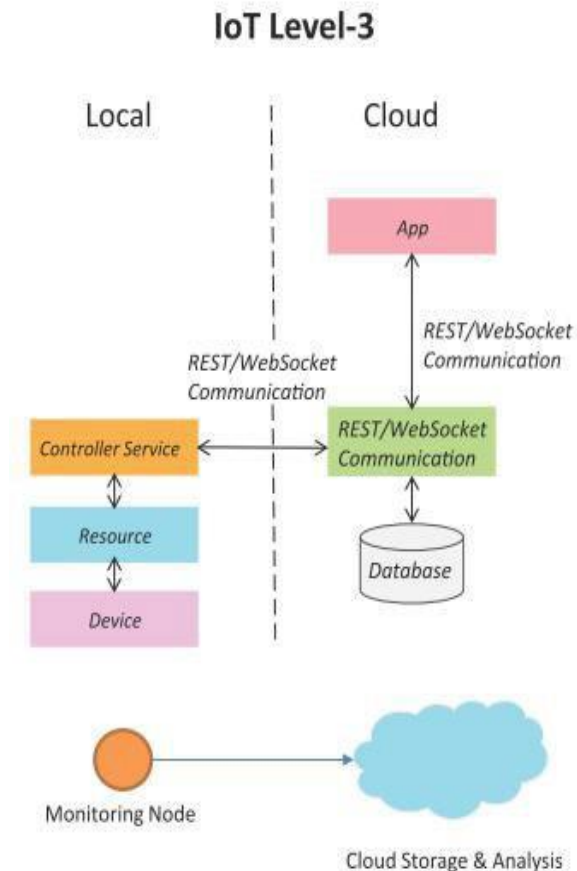 IoT Level-3
Local
Cloud
App
REST/WebSocket
Communication
REST/WebSocket
Communication
Controller Service
REST/WebSocket
Communication
Resource
Database
Device
Monitoring Node
Cloud Storage & Analysis